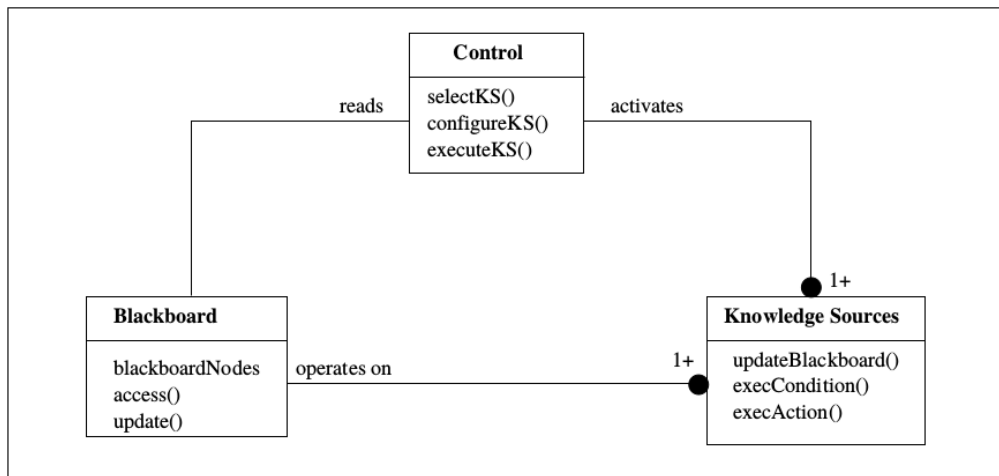 Control
selectKS()
configureKS()
executeKS()
reads
activates
1+
Blackboard
blackboardNodes
access()
update()
operates on
1+
Knowledge Sources
updateBlackboard()
execCondition()
execAction()